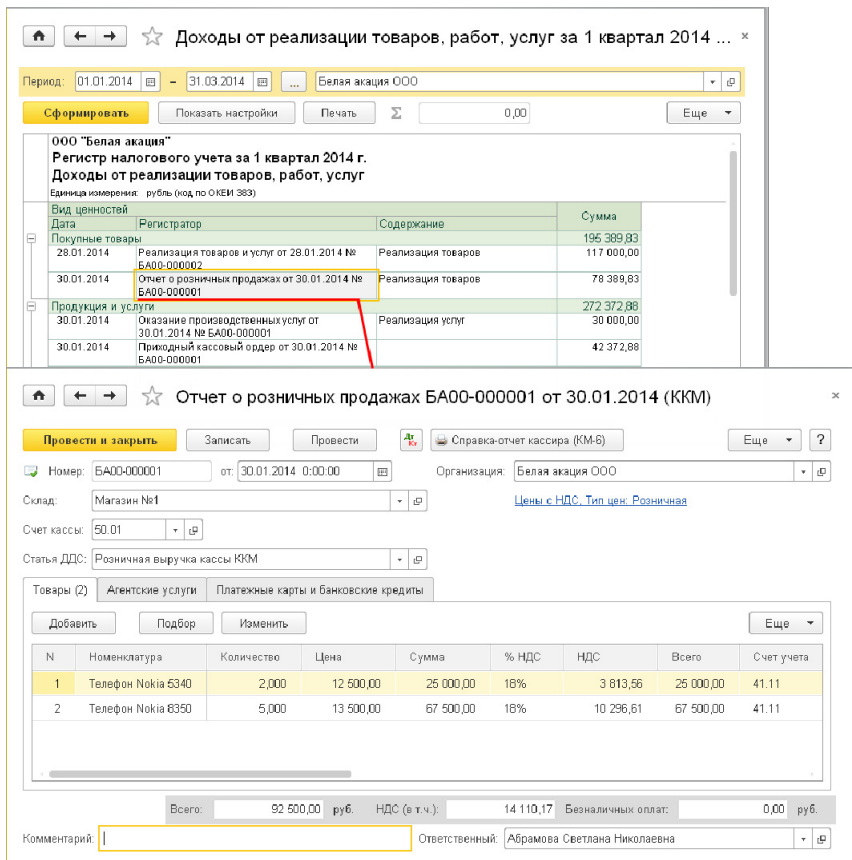 Доходы от реализации товаров, работ, услуг за 1 квартал 2014 ... ×
Период: 01.01.2014 – 31.03.2014 ... Белая акация ООО
Сформировать Показать настройки Печать Σ 0,00 Еще
ООО "Белая акация"
Регистр налогового учета за 1 квартал 2014 г.
Доходы от реализации товаров, работ, услуг
Единица измерения: рубль (код по ОКЕИ 383)
Вид ценностей Сумма
Дата Регистратор Содержание
Покупные товары 195 389,83
28.01.2014 Реализация товаров и услуг от 28.01.2014 № Реализация товаров 117 000,00
БА00-000002
30.01.2014 Отчет о розничных продажах от 30.01.2014 № Реализация товаров 78 389,83
БА00-000001
Продукция и услуги 272 372,88
30.01.2014 Оказание производственных услуг от Реализация услуг 30 000,00
30.01.2014 № БА00-000001
30.01.2014 Приходный кассовый ордер от 30.01.2014 № 42 372,88
БА00-000001
Отчет о розничных продажах БА00-000001 от 30.01.2014 (ККМ) ×
Провести и закрыть Записать Провести Дт Кт Справка-отчет кассира (КМ-6) Еще ?
Номер: БА00-000001 от: 30.01.2014 0:00:00 Организация: Белая акация ООО
Склад: Магазин №1 Цены с НДС, Тип цен: Розничная
Счет кассы: 50.01
Статья ДДС: Розничная выручка кассы ККМ
Товары (2) Агентские услуги Платежные карты и банковские кредиты
Добавить Подбор Изменить Еще
N Номенклатура Количество Цена Сумма % НДС НДС Всего Счет учета
1 Телефон Nokia 5340 2,000 12 500,00 25 000,00 18% 3 813,56 25 000,00 41.11
2 Телефон Nokia 8350 5,000 13 500,00 67 500,00 18% 10 296,61 67 500,00 41.11
Всего: 92 500,00 руб. НДС (в т.ч.): 14 110,17 Безналичных оплат: 0,00 руб.
Комментарий: Ответственный: Абрамова Светлана Николаевна